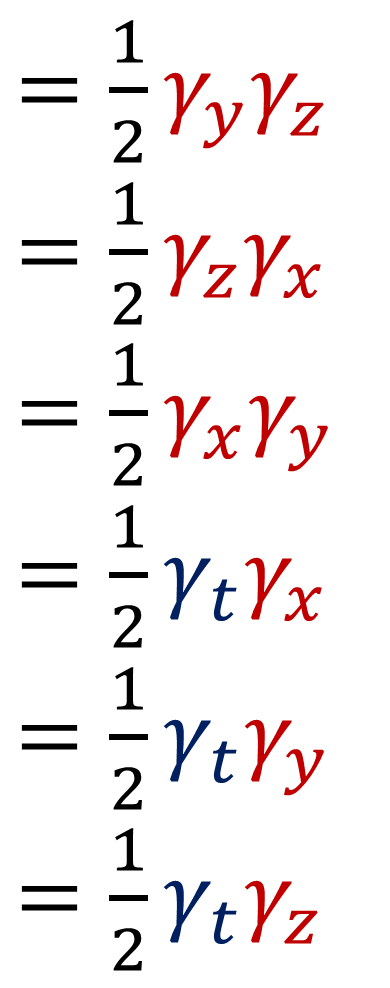 = 1/2 γ_y γ_z
= 1/2 γ_z γ_x
= 1/2 γ_x γ_y
= 1/2 γ_t γ_x
= 1/2 γ_t γ_y
= 1/2 γ_t γ_z